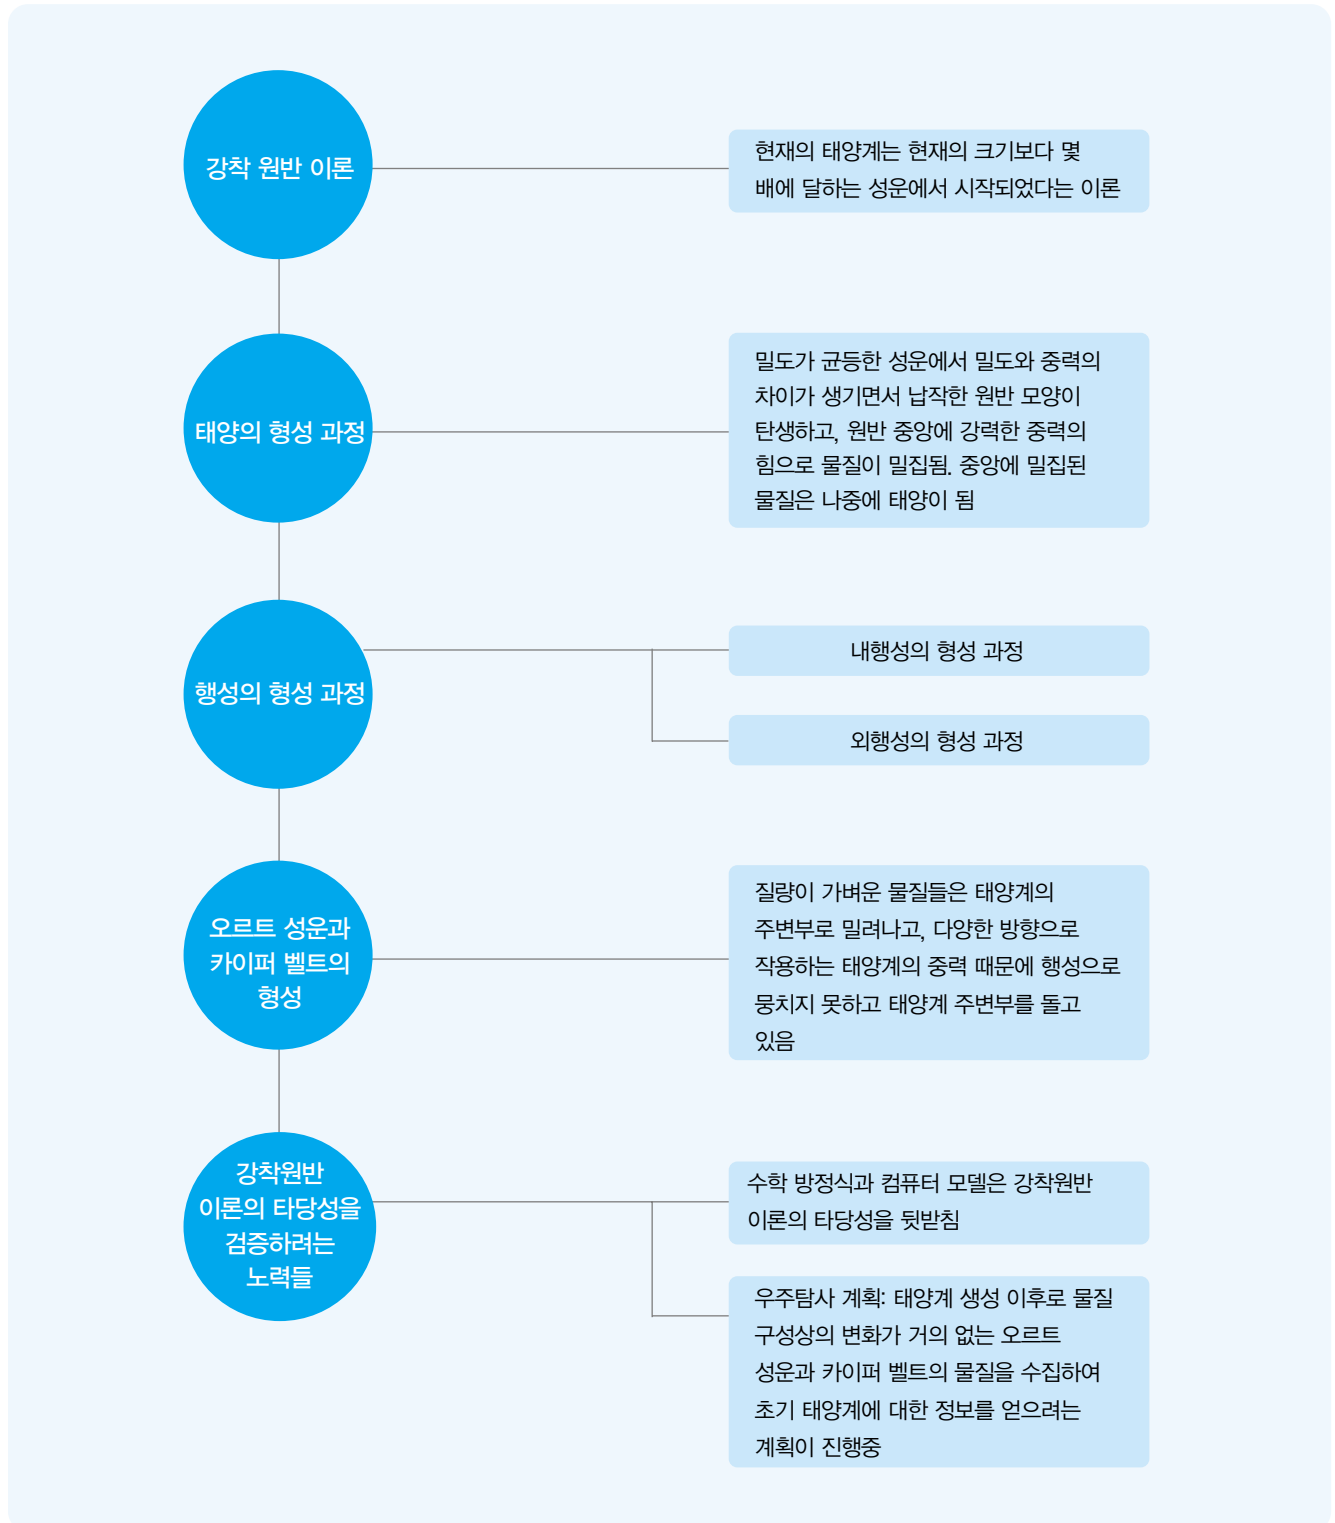 강착 원반 이론
현재의 태양계는 현재의 크기보다 몇
배에 달하는 성운에서 시작되었다는 이론
태양의 형성 과정
밀도가 균등한 성운에서 밀도와 중력의
차이가 생기면서 납작한 원반 모양이
탄생하고, 원반 중앙에 강력한 중력의
힘으로 물질이 밀집됨. 중앙에 밀집된
물질은 나중에 태양이 됨
행성의 형성 과정
내행성의 형성 과정
외행성의 형성 과정
오르트 성운과
카이퍼 벨트의
형성
질량이 가벼운 물질들은 태양계의
주변부로 밀려나고, 다양한 방향으로
작용하는 태양계의 중력 때문에 행성으로
뭉치지 못하고 태양계 주변부를 돌고
있음
강착원반
이론의 타당성을
검증하려는
노력들
수학 방정식과 컴퓨터 모델은 강착원반
이론의 타당성을 뒷받침
우주탐사 계획: 태양계 생성 이후로 물질
구성상의 변화가 거의 없는 오르트
성운과 카이퍼 벨트의 물질을 수집하여
초기 태양계에 대한 정보를 얻으려는
계획이 진행중